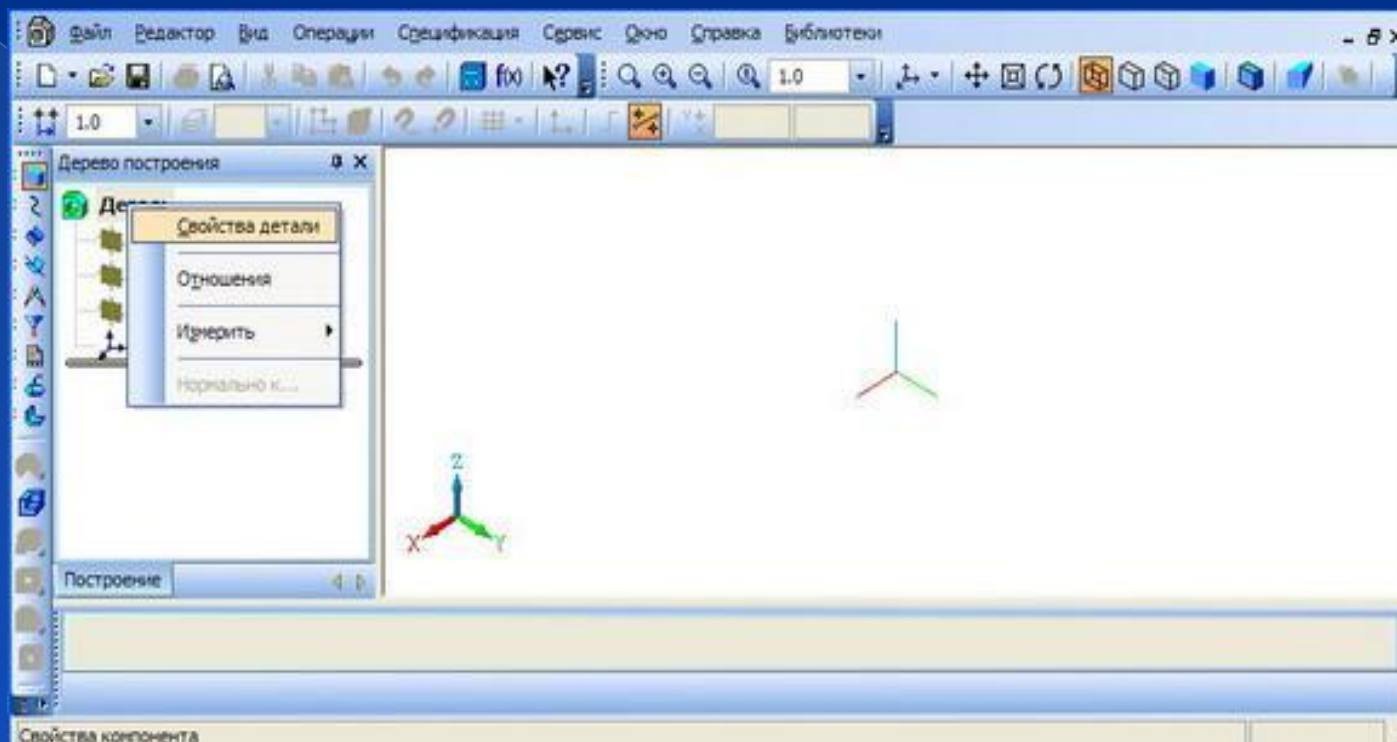 Файл Редактор Вид Операции Спецификация Сервис Окно Справка Библиотеки
f(x) 1.0
1.0
Дерево построения
Свойства детали
Отношения
Измерить
Нормально к...
Z
X Y
Построение
Свойства компонента